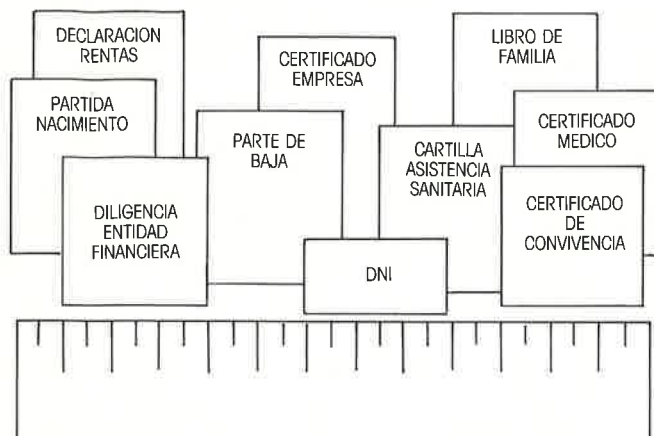 DECLARACION
RENTAS
PARTIDA
NACIMIENTO
DILIGENCIA
ENTIDAD
FINANCIERA
CERTIFICADO
EMPRESA
PARTE DE
BAJA
DNI
LIBRO DE
FAMILIA
CARTILLA
ASISTENCIA
SANITARIA
CERTIFICADO
MEDICO
CERTIFICADO
DE
CONVIVENCIA